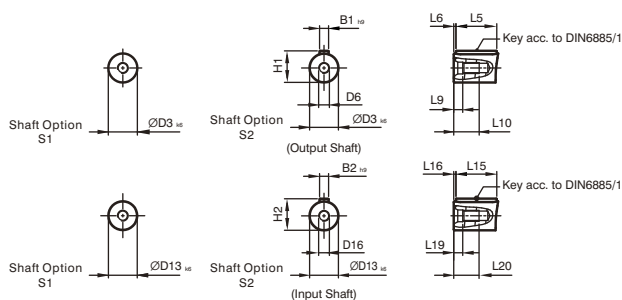 B1 h9
L6
L5
Key acc. to DIN6885/1
H1
D6
L9
L10
Shaft Option
S1
ØD3 k6
Shaft Option
S2
ØD3 k6
(Output Shaft)
B2 h9
L16
L15
Key acc. to DIN6885/1
H2
D16
L19
L20
Shaft Option
S1
ØD13 k6
Shaft Option
S2
ØD13 k6
(Input Shaft)